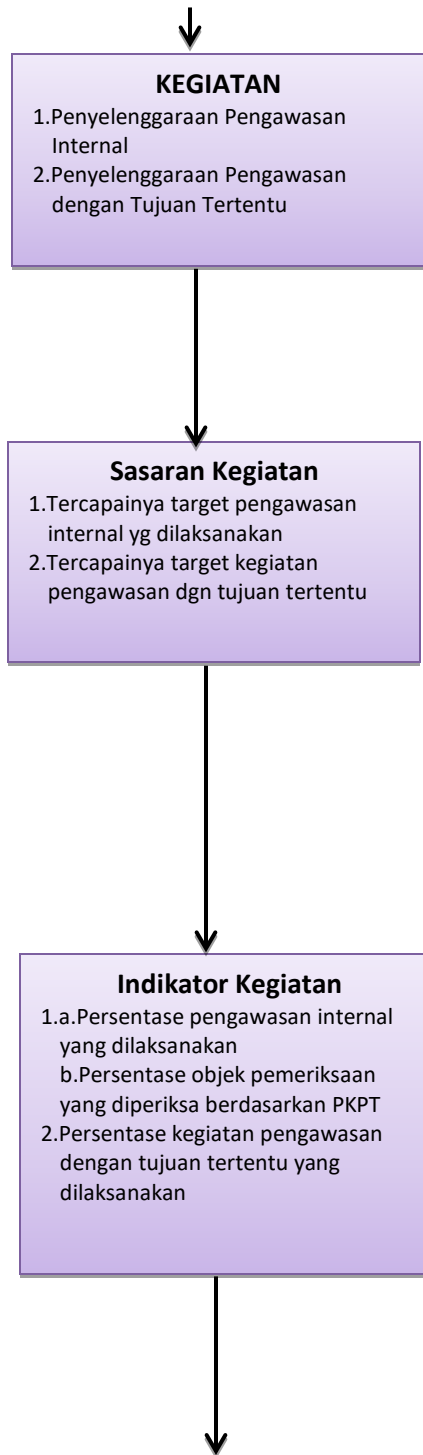 KEGIATAN
1.Penyelenggaraan Pengawasan
Internal
2.Penyelenggaraan Pengawasan
dengan Tujuan Tertentu
Sasaran Kegiatan
1.Tercapainya target pengawasan
internal yg dilaksanakan
2.Tercapainya target kegiatan
pengawasan dgn tujuan tertentu
Indikator Kegiatan
1.a.Persentase pengawasan internal
yang dilaksanakan
b.Persentase objek pemeriksaan
yang diperiksa berdasarkan PKPT
2.Persentase kegiatan pengawasan
dengan tujuan tertentu yang
dilaksanakan